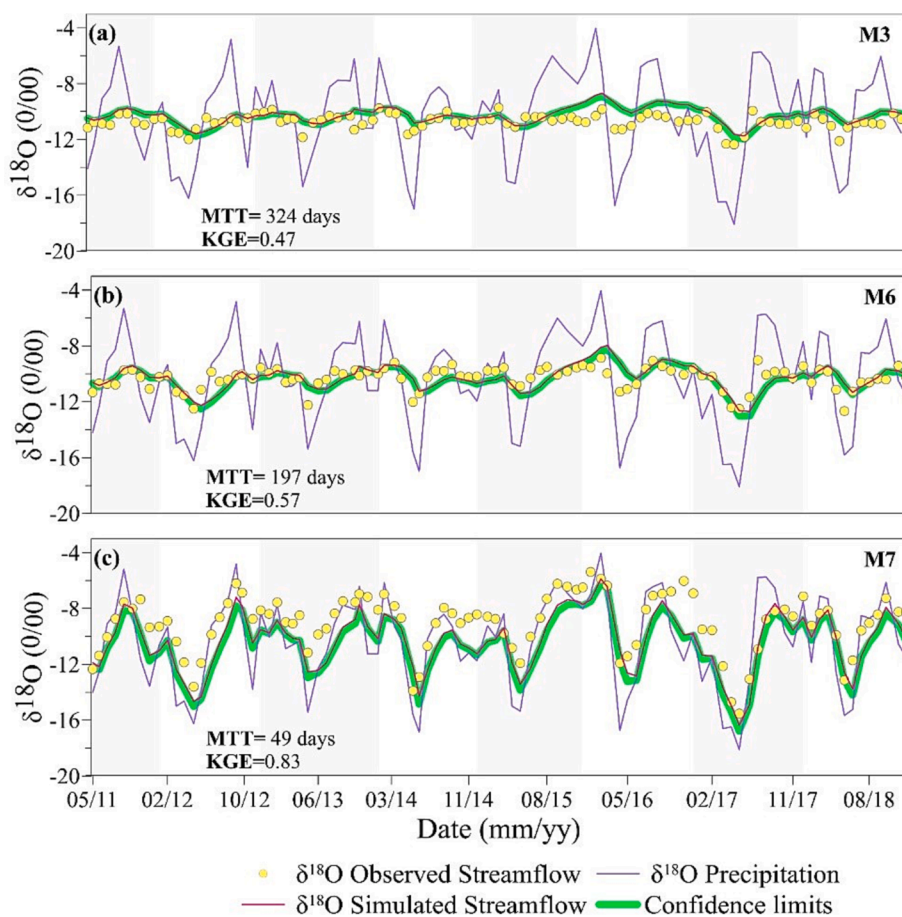 (a)
M3
-4
-8
-12
-16
-20
δ18O (0/00)
MTT= 324 days
KGE=0.47
(b)
M6
-4
-8
-12
-16
-20
δ18O (0/00)
MTT= 197 days
KGE=0.57
(c)
M7
-4
-8
-12
-16
-20
δ18O (0/00)
MTT= 49 days
KGE=0.83
05/11 02/12 10/12 06/13 03/14 11/14 08/15 05/16 02/17 11/17 08/18
Date (mm/yy)
δ18O Observed Streamflow δ18O Precipitation
δ18O Simulated Streamflow Confidence limits